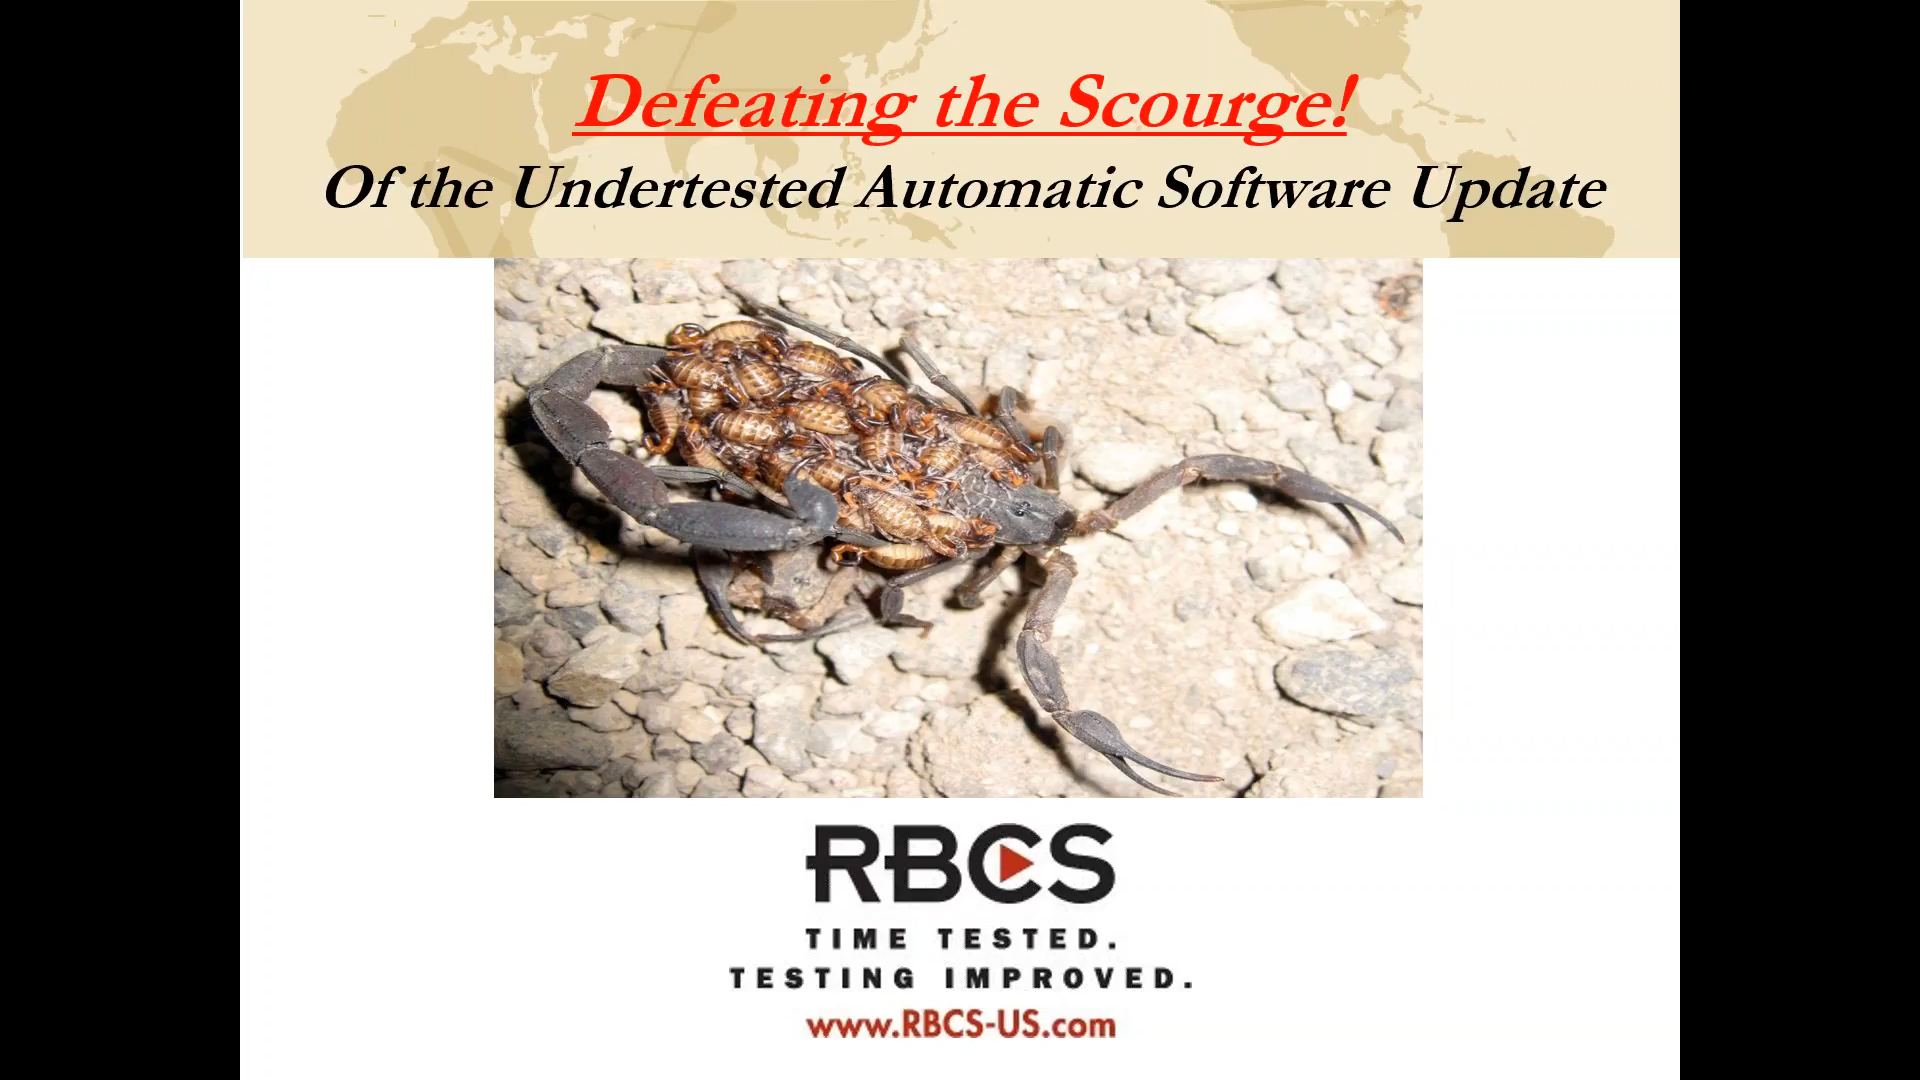 Defeating the Scourge!
Of the Undertested Automatic Software Update
RBCS
TIME TESTED.
TESTING IMPROVED.
www.RBCS-US.com